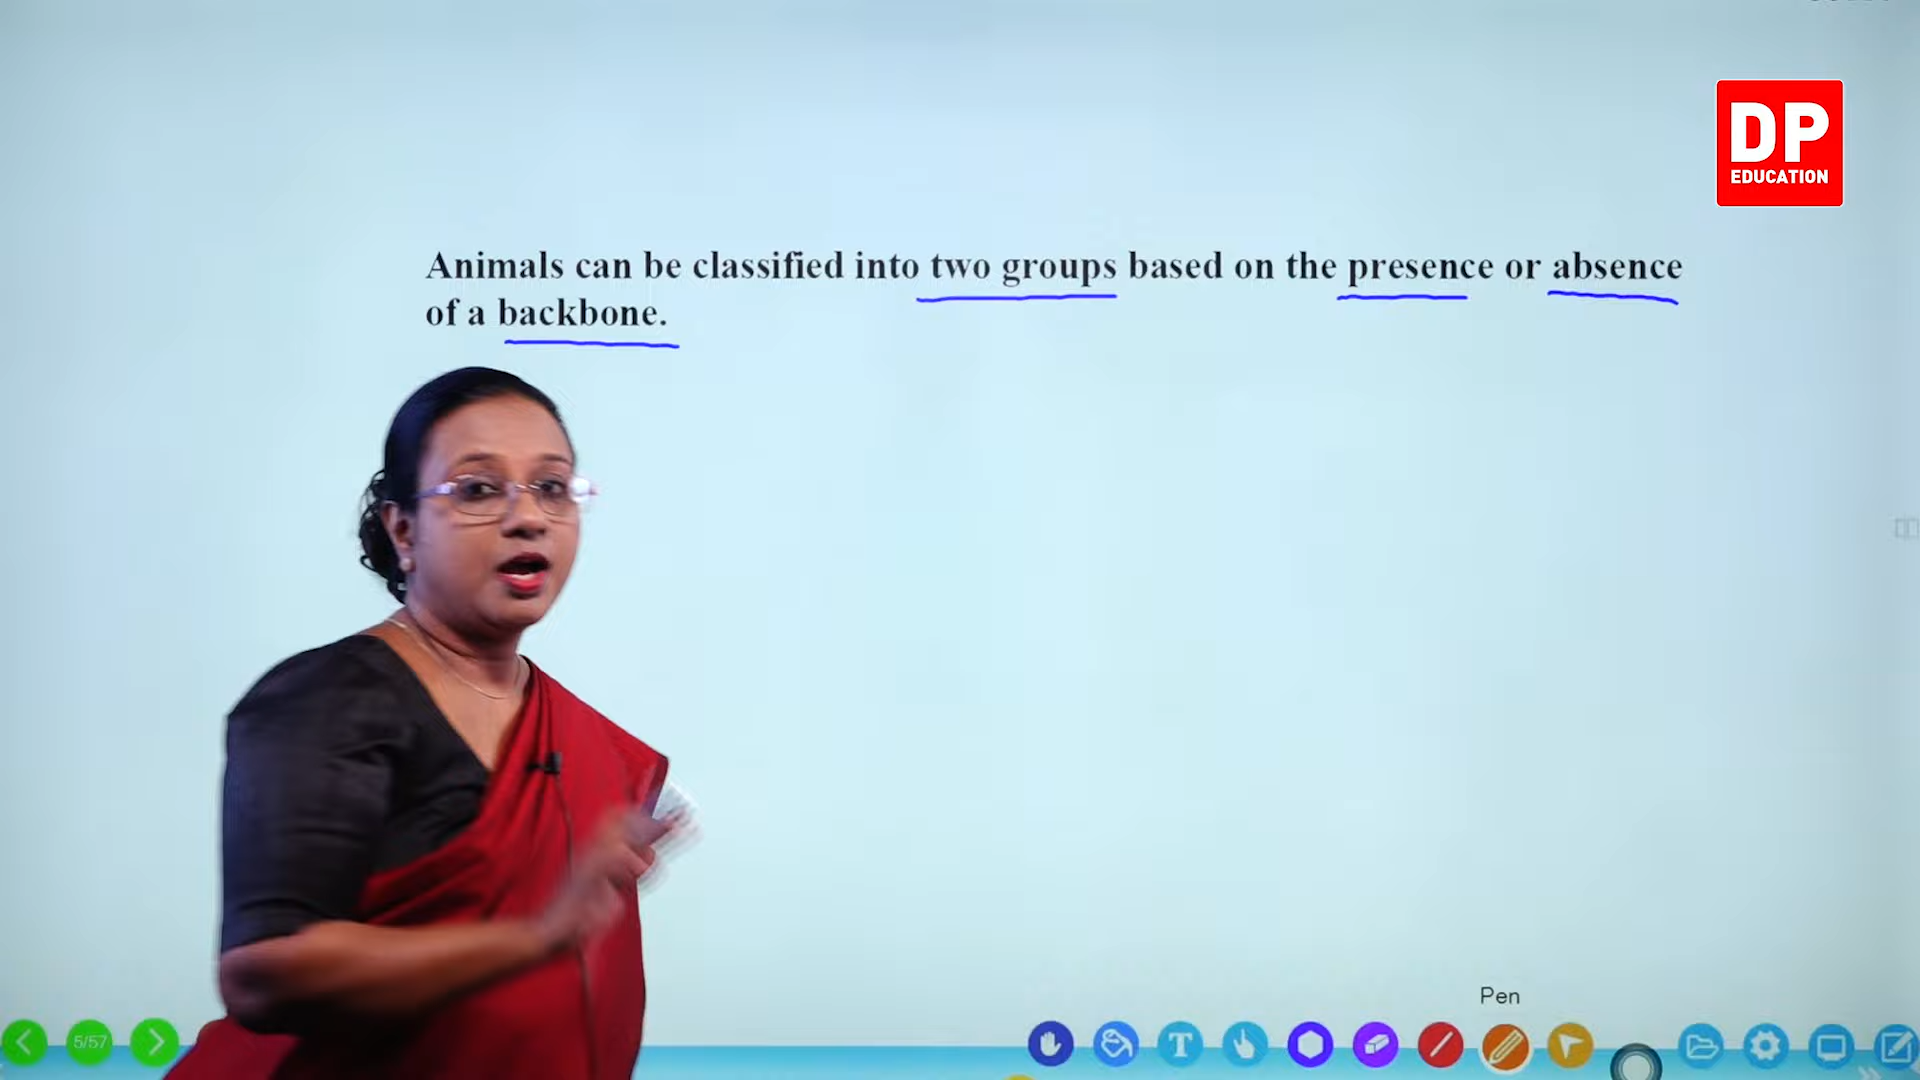 DP
EDUCATION
Animals can be classified into two groups based on the presence or absence
of a backbone.
Pen
5/57
T